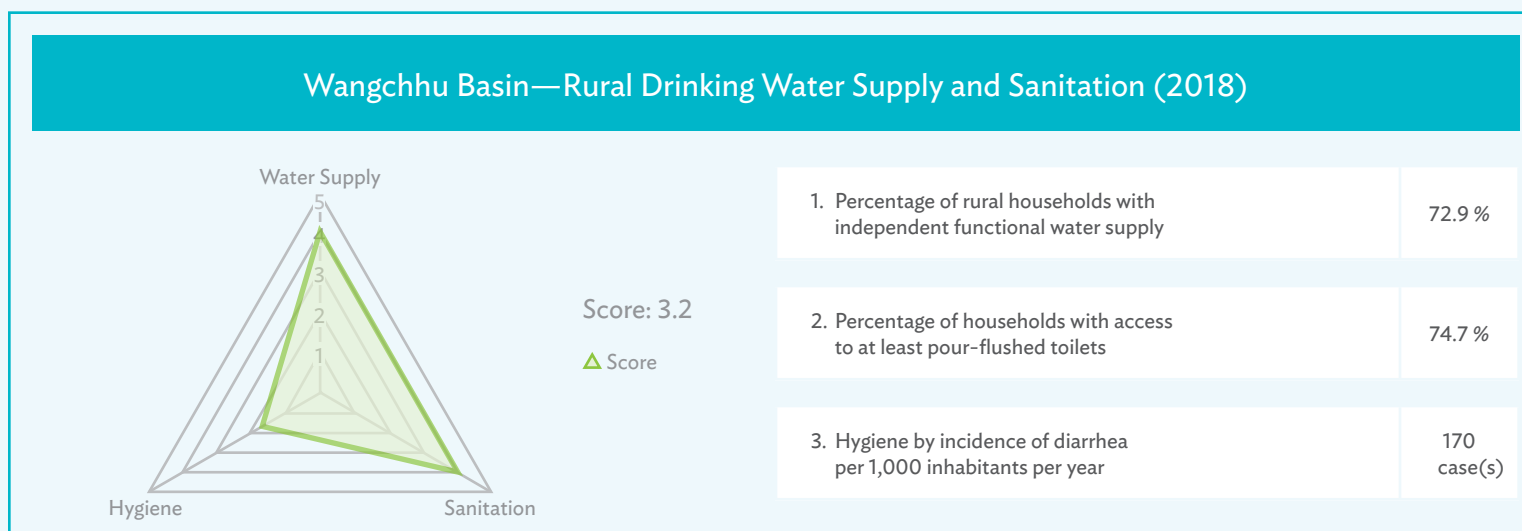 Wangchhu Basin—Rural Drinking Water Supply and Sanitation (2018)
Water Supply
5
4
3
2
1
Hygiene
Sanitation
Score: 3.2
Score
1. Percentage of rural households with
independent functional water supply
72.9 %
2. Percentage of households with access
to at least pour-flushed toilets
74.7 %
3. Hygiene by incidence of diarrhea
per 1,000 inhabitants per year
170
case(s)